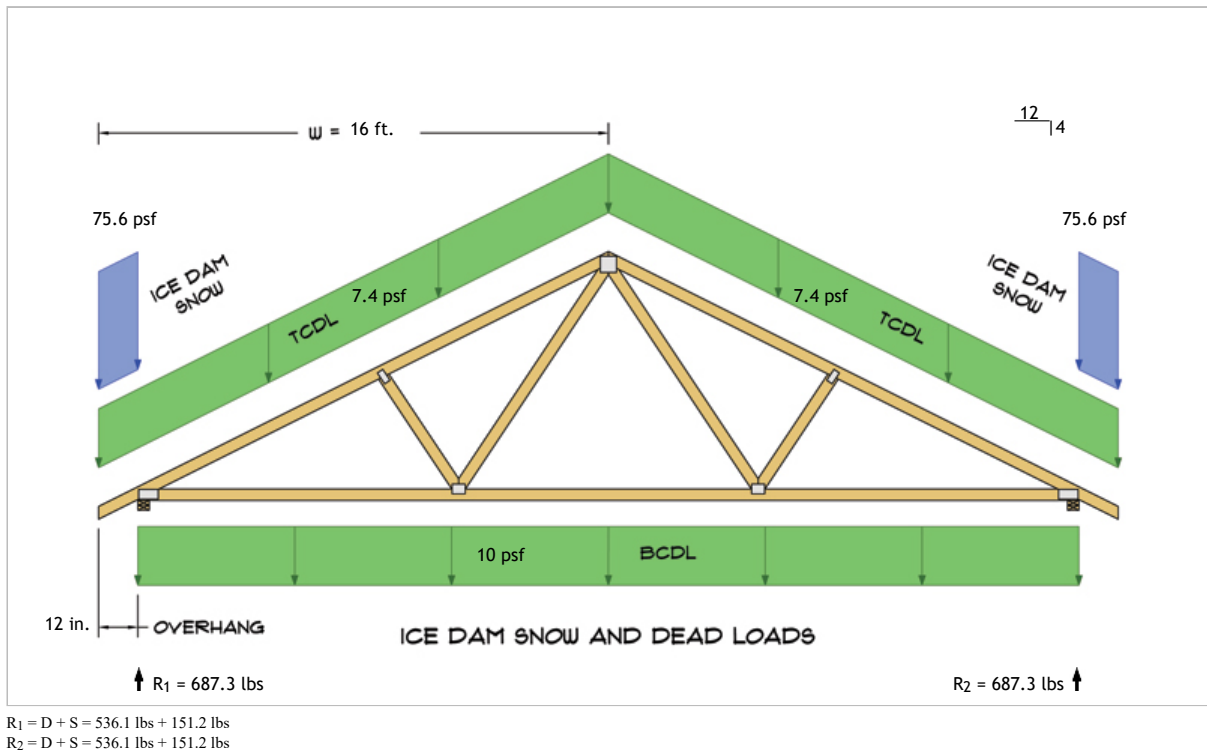 W = 16 ft.
12
4
75.6 psf
75.6 psf
ICE DAM
SNOW
ICE DAM
SNOW
TCDL
7.4 psf
7.4 psf
TCDL
10 psf
BCDL
12 in.
OVERHANG
ICE DAM SNOW AND DEAD LOADS
R1 = 687.3 lbs
R2 = 687.3 lbs
R1 = D + S = 536.1 lbs + 151.2 lbs
R2 = D + S = 536.1 lbs + 151.2 lbs